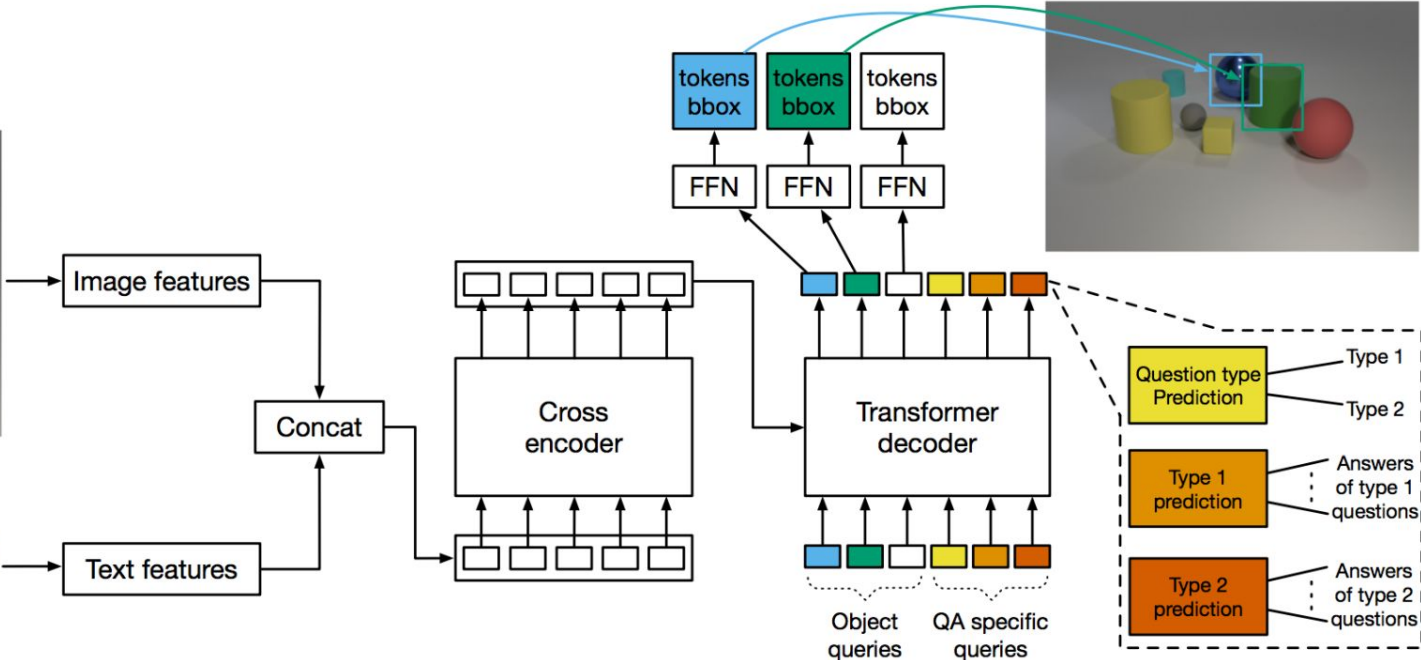 tokens
bbox
tokens
bbox
tokens
bbox
FFN
FFN
FFN
Image features
Concat
Text features
Cross
encoder
Transformer
decoder
Object
queries
QA specific
queries
Question type
Prediction
Type 1
Type 2
Type 1
prediction
Answers
of type 1
questions
Type 2
prediction
Answers
of type 2
questions